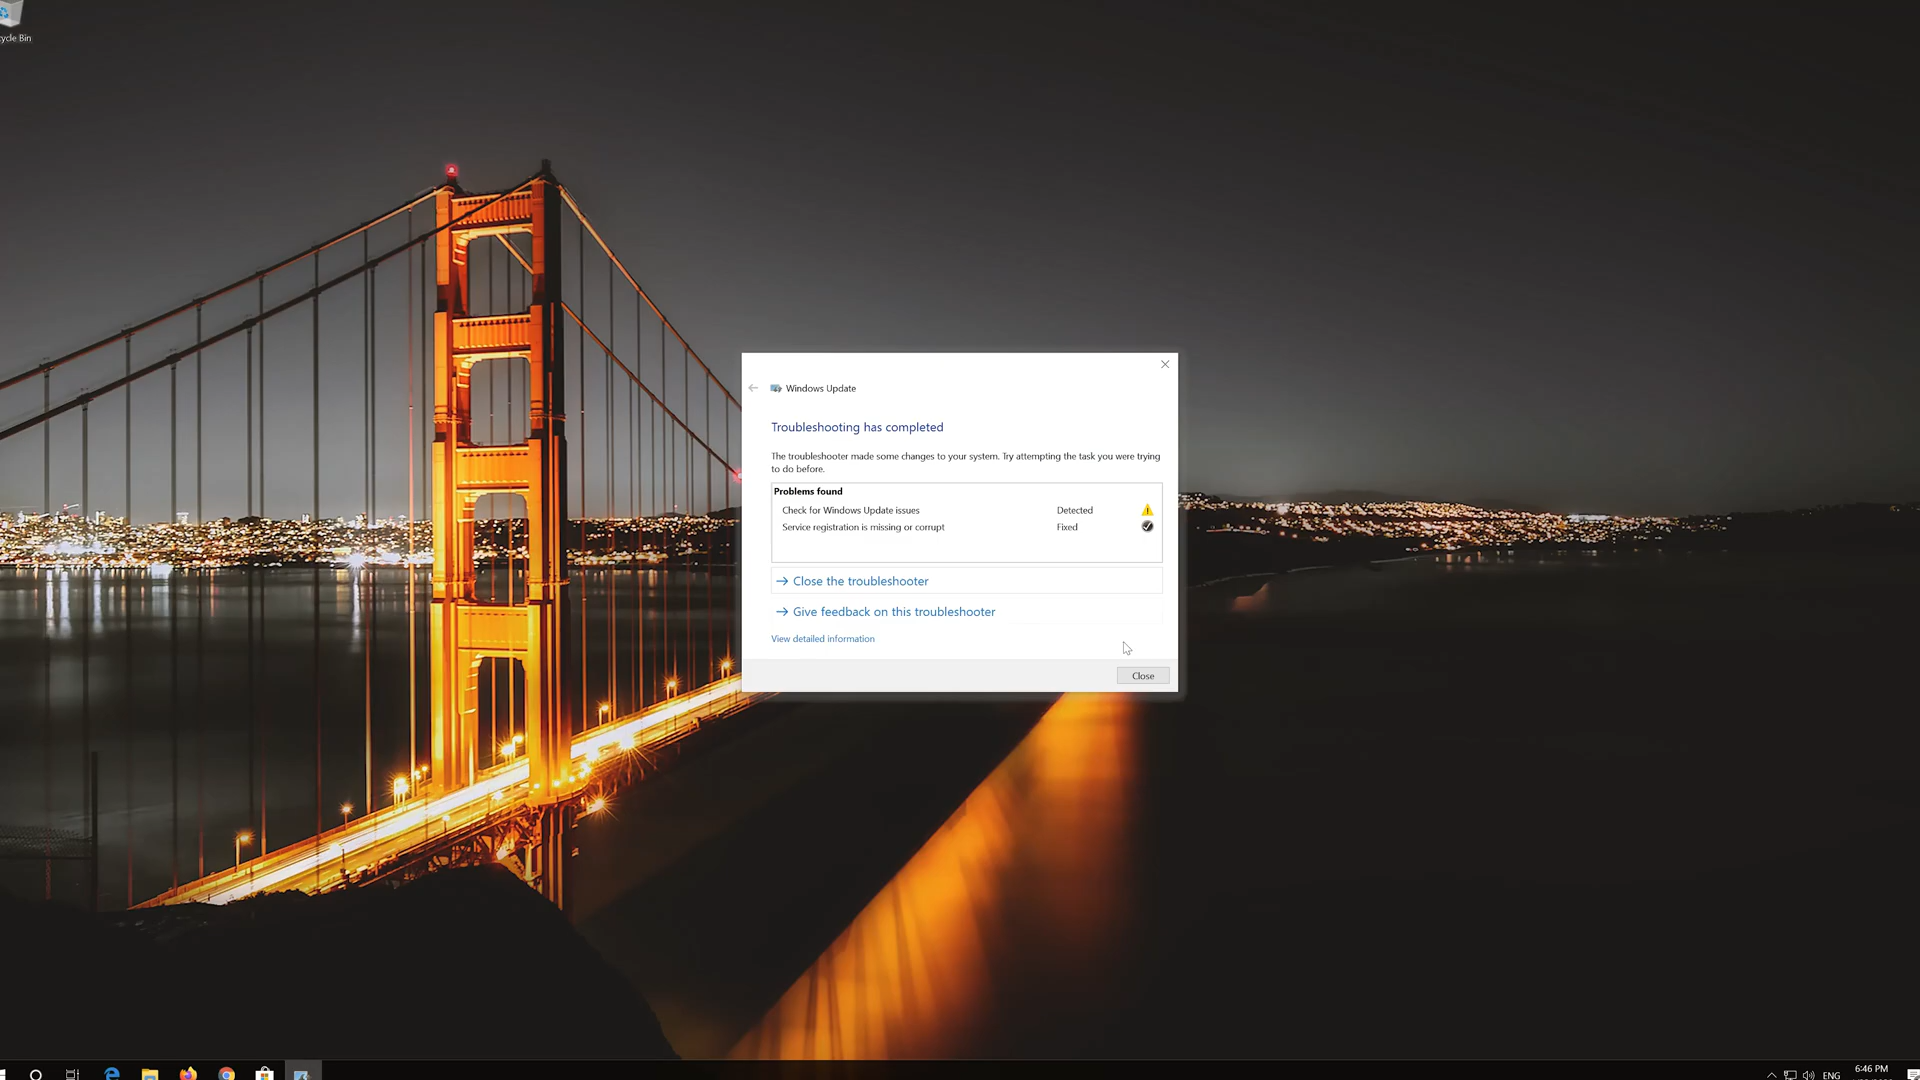 cycle Bin
Windows Update
Troubleshooting has completed
The troubleshooter made some changes to your system. Try attempting the task you were trying
to do before.
Problems found
Check for Windows Update issues Detected
Service registration is missing or corrupt Fixed
Close the troubleshooter
Give feedback on this troubleshooter
View detailed information
Close
ENG
6:46 PM